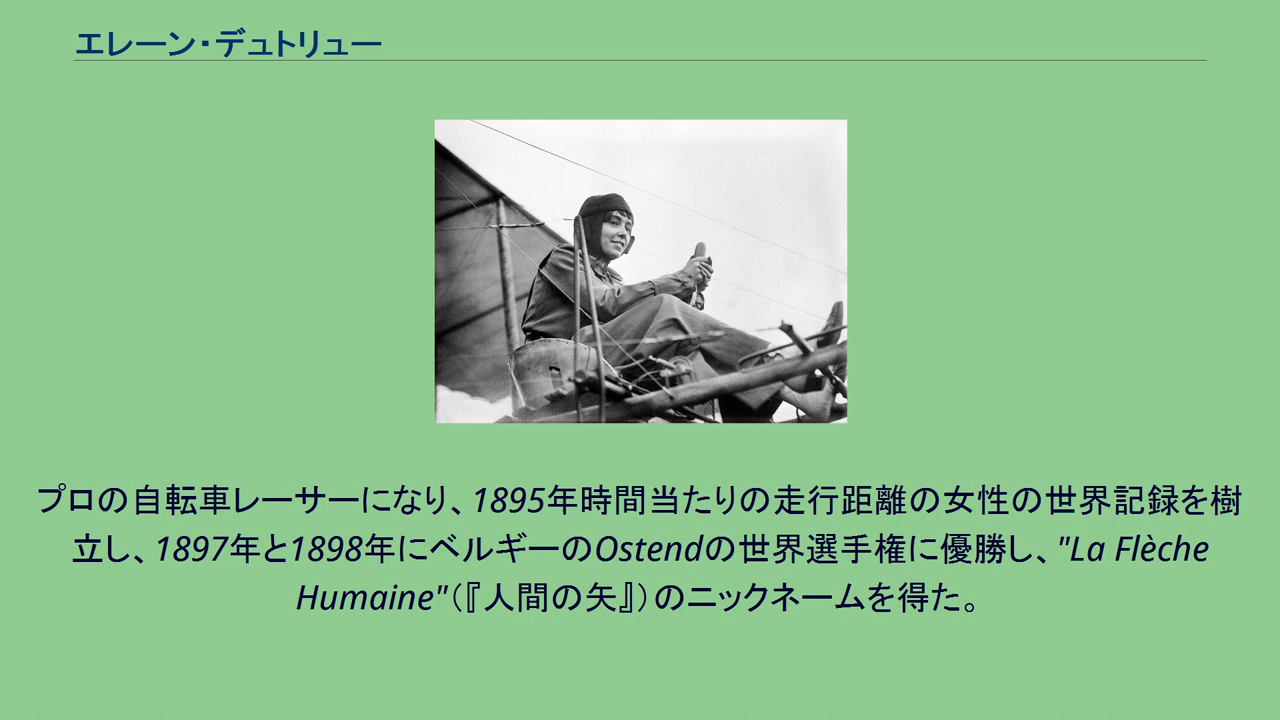 エレーン・デュトリュー
プロの自転車レーサーになり、1895年時間当たりの走行距離の女性の世界記録を樹
立し、1897年と1898年にベルギーのOstendの世界選手権に優勝し、"La Flèche
Humaine"（『人間の矢』）のニックネームを得た。